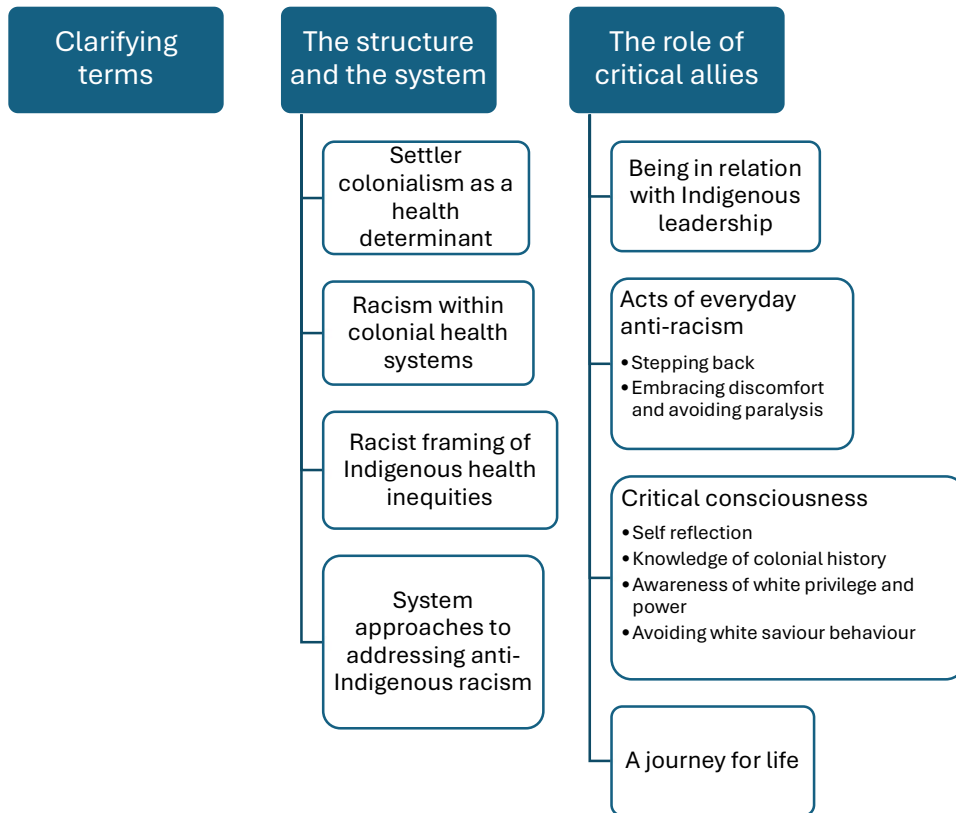 Clarifying
terms
The structure
and the system
Settler
colonialism as a
health
determinant
Racism within
colonial health
systems
Racist framing of
Indigenous health
inequities
System
approaches to
addressing anti-
Indigenous racism
The role of
critical allies
Being in relation
with Indigenous
leadership
Acts of everyday
anti-racism
•Stepping back
•Embracing discomfort
and avoiding paralysis
Critical consciousness
•Self reflection
•Knowledge of colonial history
•Awareness of white privilege and
power
•Avoiding white saviour behaviour
A journey for life